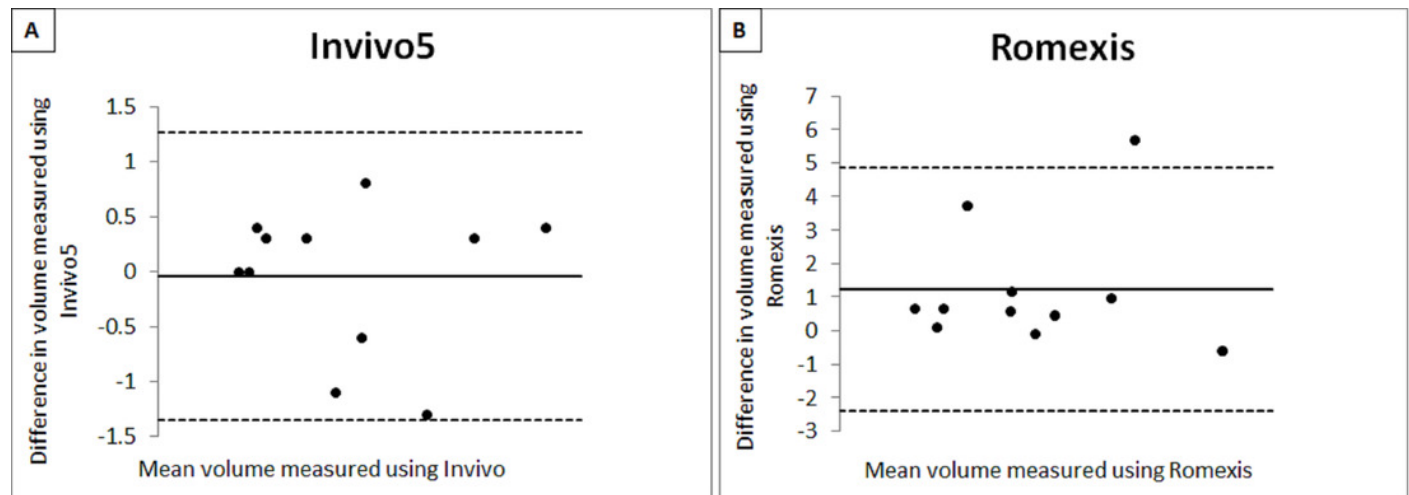 A
Invivo5
Difference in volume measured using
Invivo5
1.5
1
0.5
0
-0.5
-1
-1.5
Mean volume measured using Invivo
B
Romexis
Difference in volume measured using
Romexis
7
6
5
4
3
2
1
0
-1
-2
-3
Mean volume measured using Romexis